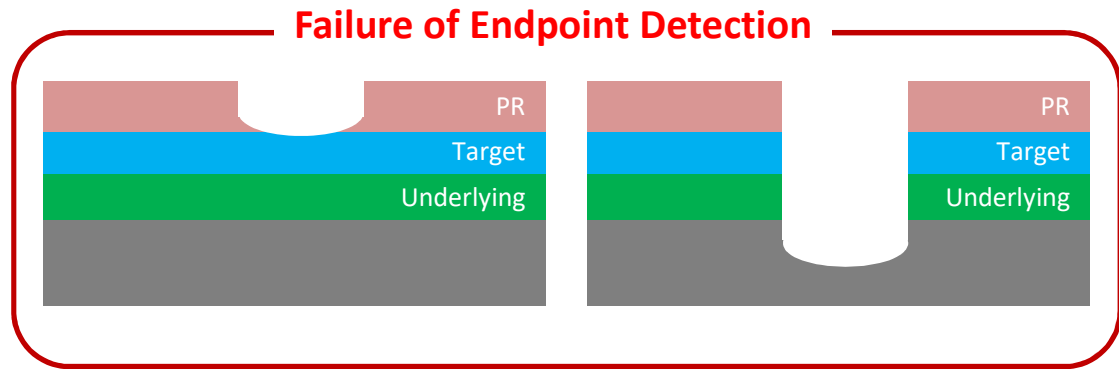 Failure of Endpoint Detection
PR
Target
Underlying
PR
Target
Underlying